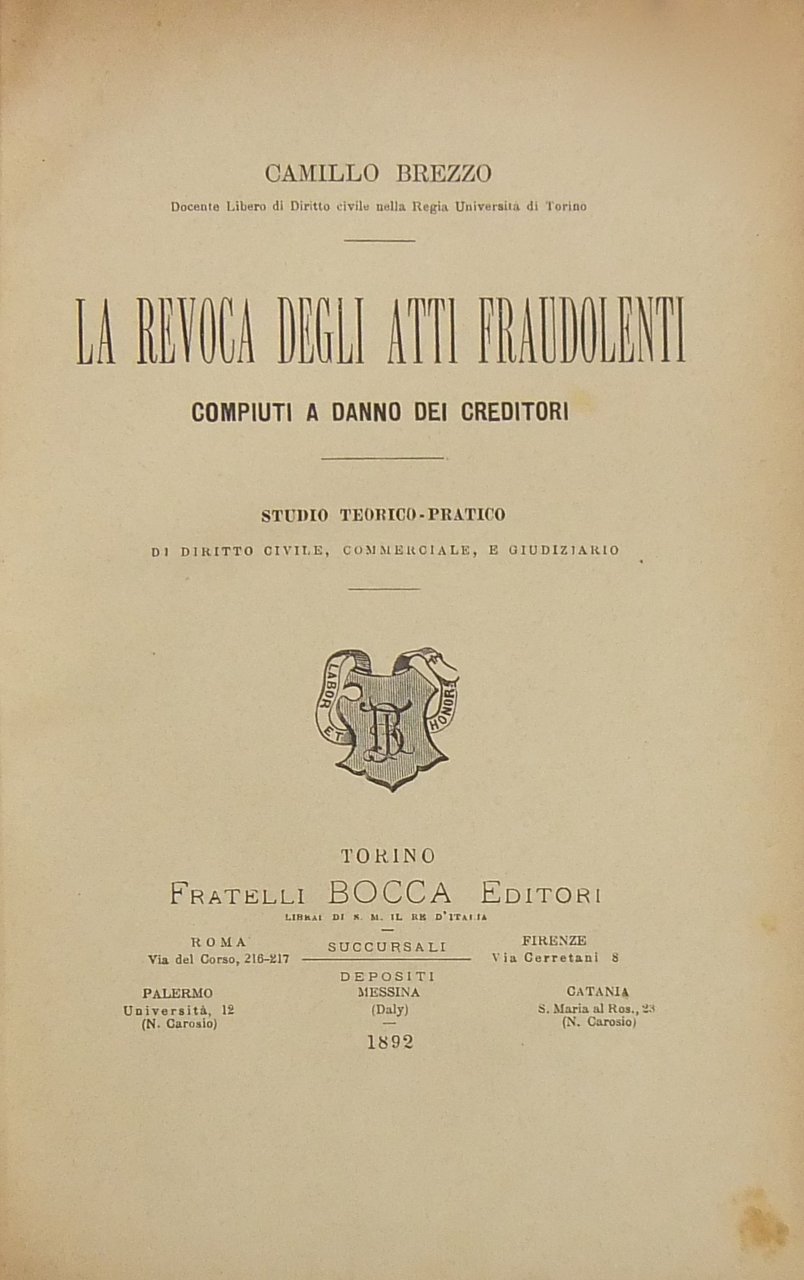 CAMILLO BREZZO
Docente Libero di Diritto civile nella Regia Università di Torino
LA REVOCA DEGLI ATTI FRAUDOLENTI
COMPIUTI A DANNO DEI CREDITORI
STUDIO TEORICO-PRATICO
DI DIRITTO CIVILE, COMMERCIALE, E GIUDIZIARIO
LABOR ET HONOR
TORINO
FRATELLI BOCCA EDITORI
LIBRAI DI S. M. IL RE D'ITALIA
SUCCURSALI
ROMA
Via del Corso, 216-217
FIRENZE
Via Cerretani 8
DEPOSITI
PALERMO
Università, 12
(N. Carosio)
MESSINA
(Daly)
CATANIA
S. Maria al Ros., 23
(N. Carosio)
1892